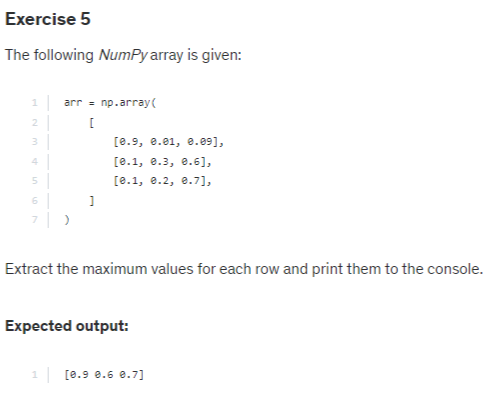 Exercise 5
The following NumPy array is given:
1 arr = np.array(
2 [
3 [0.9, 0.01, 0.09],
4 [0.1, 0.3, 0.6],
5 [0.1, 0.2, 0.7],
6 ]
7 )
Extract the maximum values for each row and print them to the console.
Expected output:
1 [0.9 0.6 0.7]